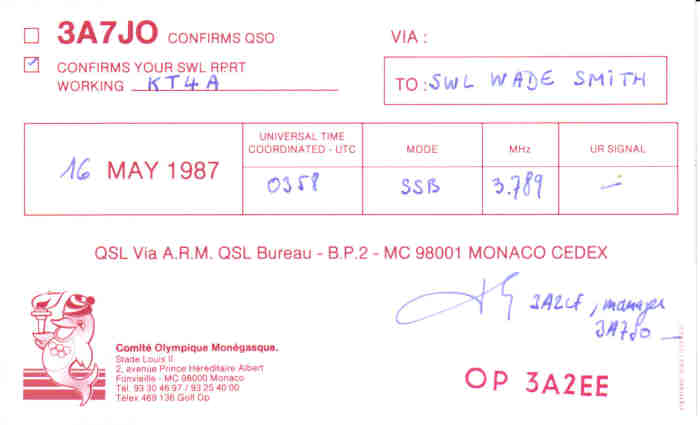 3A7JO CONFIRMS QSO
VIA :
CONFIRMS YOUR SWL RPRT
WORKING KT4A
TO : SWL WADE SMITH
16 MAY 1987
UNIVERSAL TIME
COORDINATED - UTC
MODE
MHz
UR SIGNAL
0358
SSB
3.789
—
QSL Via A.R.M. QSL Bureau - B.P.2 - MC 98001 MONACO CEDEX
3A2LF, manager
3A7JO
Comité Olympique Monégasque.
Stade Louis II
2, avenue Prince Héréditaire Albert
Fontvieille - MC 98000 Monaco
Tél. 93 30 46 97 / 93 25 40 00
Télex 469 136 Golf Dp
OP 3A2EE